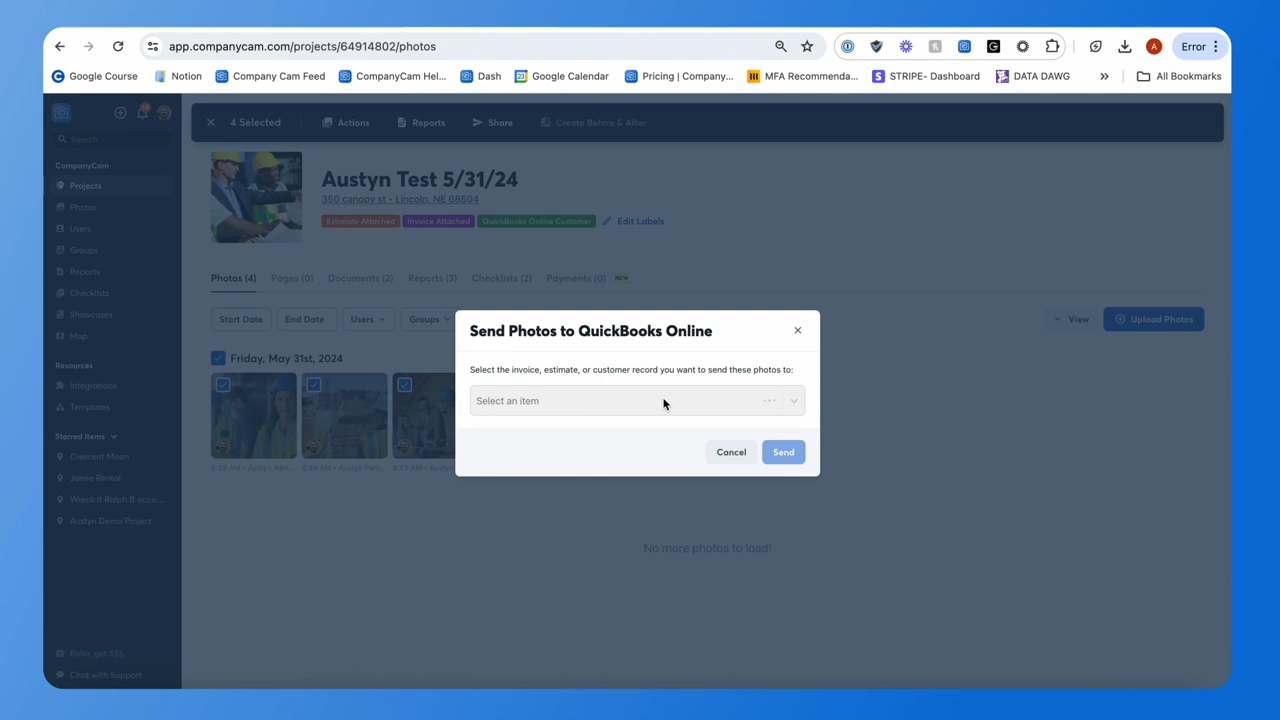 app.companycam.com/projects/64914802/photos
A
Error
Google Course
Notion
Company Cam Feed
CompanyCam Hel...
Dash
Google Calendar
Pricing | Company...
MFA Recommenda...
STRIPE- Dashboard
DATA DAWG
All Bookmarks
4 Selected
Actions
Reports
Share
Create Before & After
Search
CompanyCam
Projects
Photos
Users
Groups
Reports
Checklists
Showcases
Map
Resources
Integrations
Templates
Starred Items
Crescent Moon
Jamie Rental
Wreck it Ralph B acco...
Austyn Demo Project
Refer, get $$$
Chat with Support
Austyn Test 5/31/24
350 canopy st • Lincoln, NE 68504
Estimate Attached
Invoice Attached
QuickBooks Online Customer
Edit Labels
Photos (4)
Pages (0)
Documents (2)
Reports (3)
Checklists (2)
Payments (0)
NEW
Start Date
End Date
Users
Groups
View
Upload Photos
Friday, May 31st, 2024
Send Photos to QuickBooks Online
Select the invoice, estimate, or customer record you want to send these photos to:
Select an item
Cancel
Send
No more photos to load!